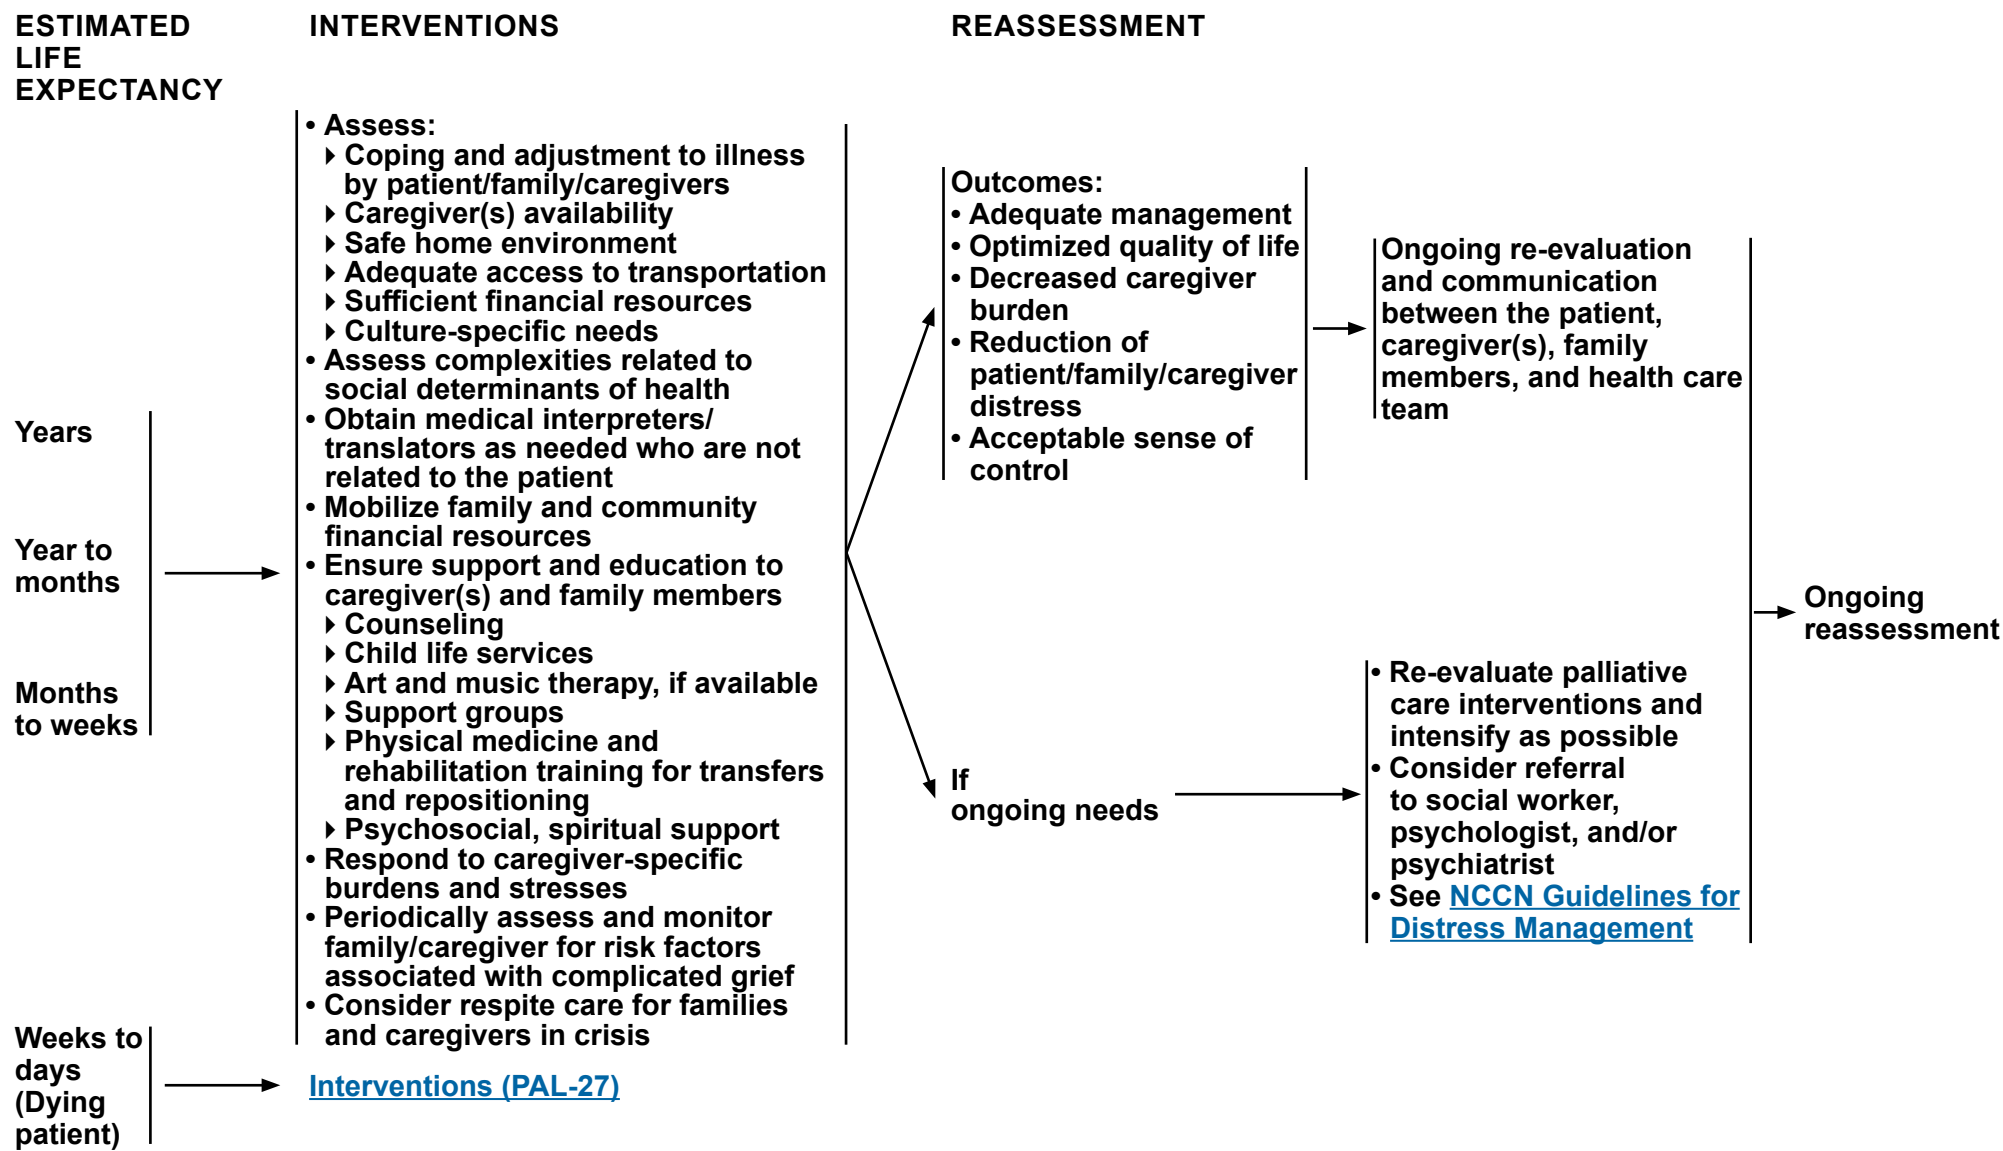 ESTIMATED
LIFE
EXPECTANCY
INTERVENTIONS
REASSESSMENT
Years
Year to
months
Months
to weeks
• Assess:
‣ Coping and adjustment to illness
by patient/family/caregivers
‣ Caregiver(s) availability
‣ Safe home environment
‣ Adequate access to transportation
‣ Sufficient financial resources
‣ Culture-specific needs
• Assess complexities related to
social determinants of health
• Obtain medical interpreters/
translators as needed who are not
related to the patient
• Mobilize family and community
financial resources
• Ensure support and education to
caregiver(s) and family members
‣ Counseling
‣ Child life services
‣ Art and music therapy, if available
‣ Support groups
‣ Physical medicine and
rehabilitation training for transfers
and repositioning
‣ Psychosocial, spiritual support
• Respond to caregiver-specific
burdens and stresses
• Periodically assess and monitor
family/caregiver for risk factors
associated with complicated grief
• Consider respite care for families
and caregivers in crisis
Outcomes:
• Adequate management
• Optimized quality of life
• Decreased caregiver
burden
• Reduction of
patient/family/caregiver
distress
• Acceptable sense of
control
Ongoing re-evaluation
and communication
between the patient,
caregiver(s), family
members, and health care
team
If
ongoing needs
• Re-evaluate palliative
care interventions and
intensify as possible
• Consider referral
to social worker,
psychologist, and/or
psychiatrist
• See NCCN Guidelines for
Distress Management
Ongoing
reassessment
Weeks to
days
(Dying
patient)
Interventions (PAL-27)